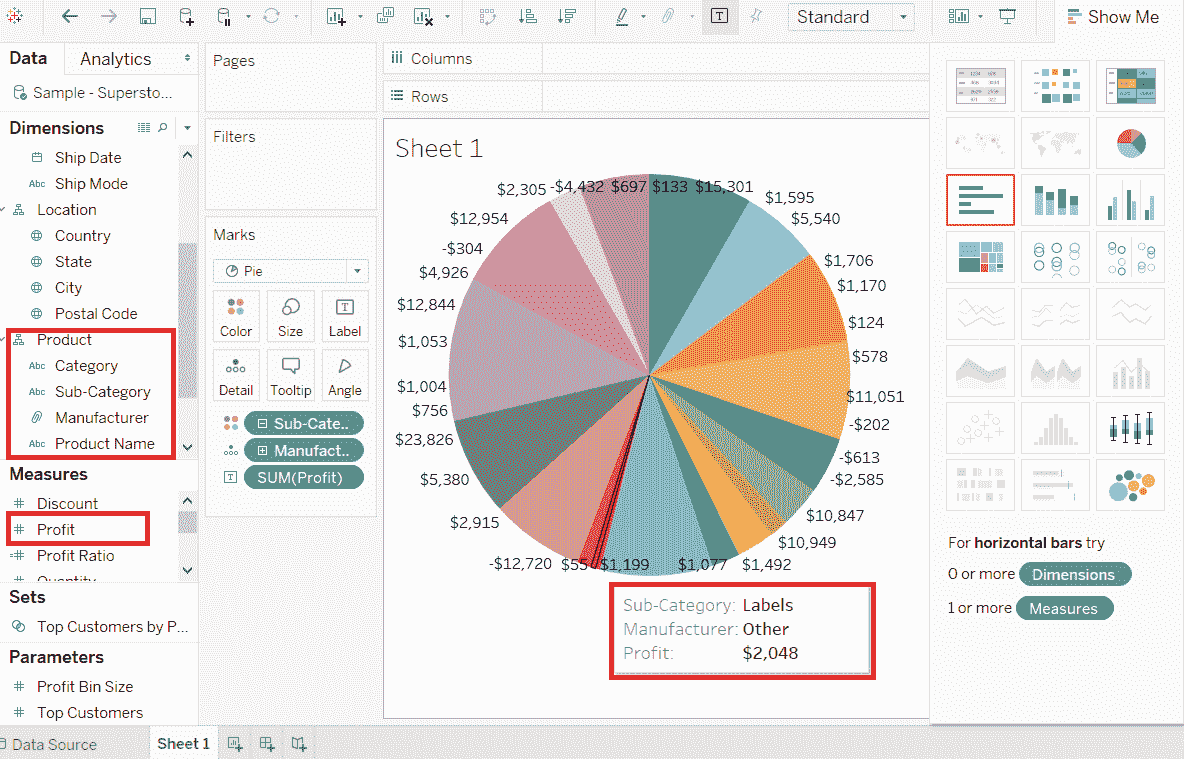 Standard
Show Me
Data
Analytics
Sample - Supersto...
Dimensions
Ship Date
Abc Ship Mode
Location
Country
State
City
Postal Code
Product
Abc Category
Abc Sub-Category
Manufacturer
Abc Product Name
Measures
Discount
Profit
Profit Ratio
Quantity
Sets
Top Customers by P...
Parameters
Profit Bin Size
Top Customers
Pages
Filters
Marks
Pie
Color
Size
T
Label
Detail
Tooltip
Angle
Sub-Cate..
Manufact..
SUM(Profit)
Columns
Rows
Sheet 1
$2,305 -$4,432 $697 $133 $15,301
$1,595
$12,954 $5,540
-$304 $1,706
$4,926 $1,170
$12,844 $124
$1,053 $578
$1,004 $11,051
$756 -$202
$23,826 -$613
$5,380 -$2,585
$2,915 $10,847
$10,949
-$12,720 $55 $1,199 $1,077 $1,492
Sub-Category: Labels
Manufacturer: Other
Profit: $2,048
For horizontal bars try
0 or more Dimensions
1 or more Measures
Data Source
Sheet 1